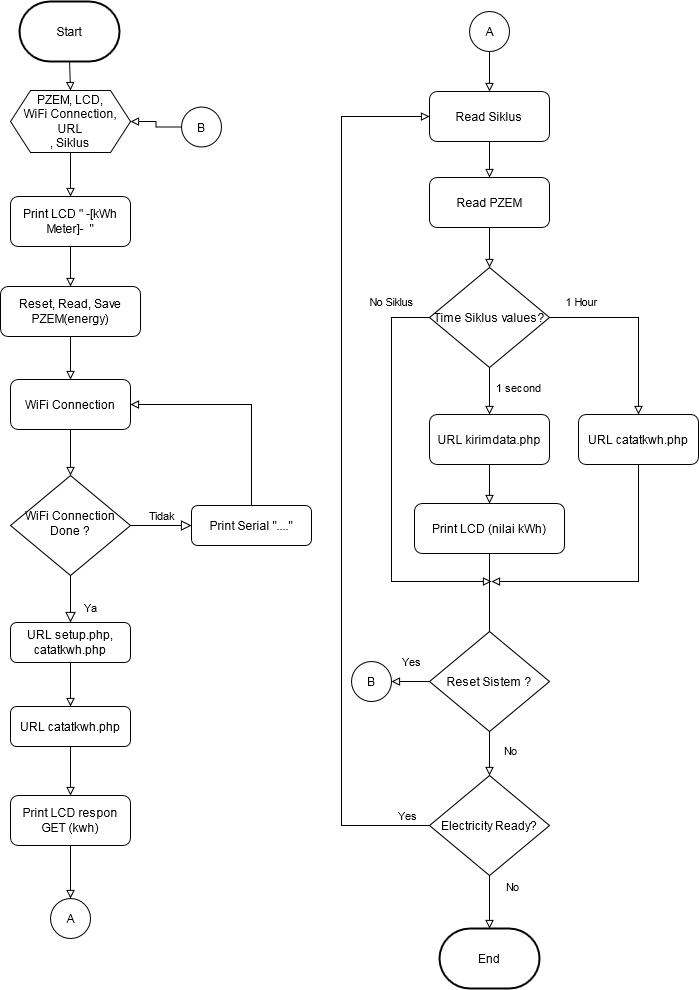 Start
PZEM, LCD,
WiFi Connection,
URL
, Siklus
B
Print LCD " -[kWh
Meter]-  "
Reset, Read, Save
PZEM(energy)
WiFi Connection
WiFi Connection
Done ?
Tidak
Print Serial "...."
Ya
URL setup.php,
catatkwh.php
URL catatkwh.php
Print LCD respon
GET (kwh)
A
A
Read Siklus
Read PZEM
No Siklus
Time Siklus values?
1 Hour
1 second
URL kirimdata.php
URL catatkwh.php
Print LCD (nilai kWh)
Yes
B
Reset Sistem ?
No
Yes
Electricity Ready?
No
End